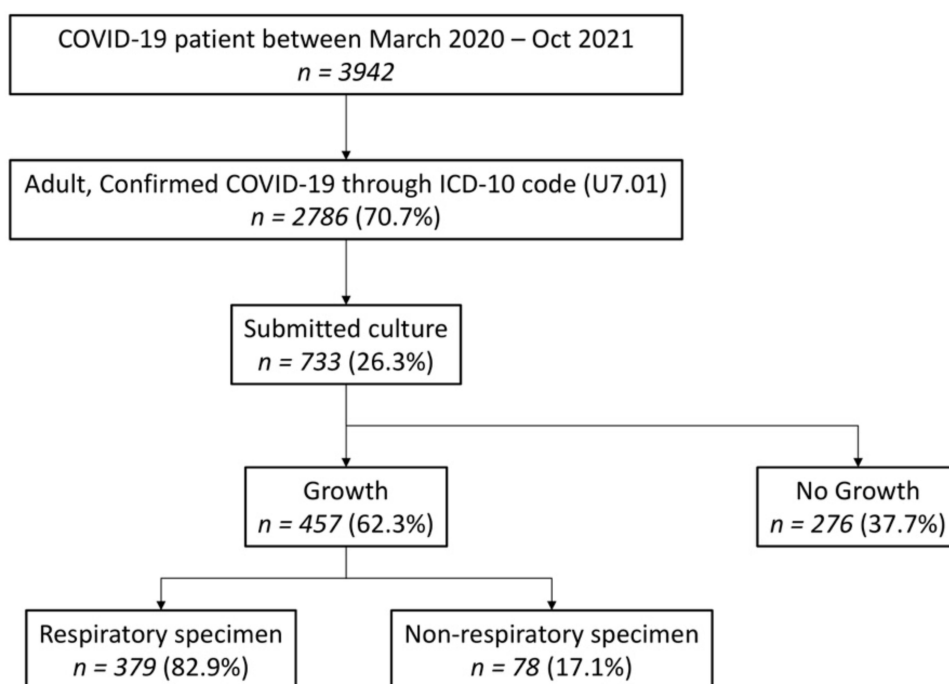 COVID-19 patient between March 2020 – Oct 2021
n = 3942
Adult, Confirmed COVID-19 through ICD-10 code (U7.01)
n = 2786 (70.7%)
Submitted culture
n = 733 (26.3%)
Growth
n = 457 (62.3%)
No Growth
n = 276 (37.7%)
Respiratory specimen
n = 379 (82.9%)
Non-respiratory specimen
n = 78 (17.1%)